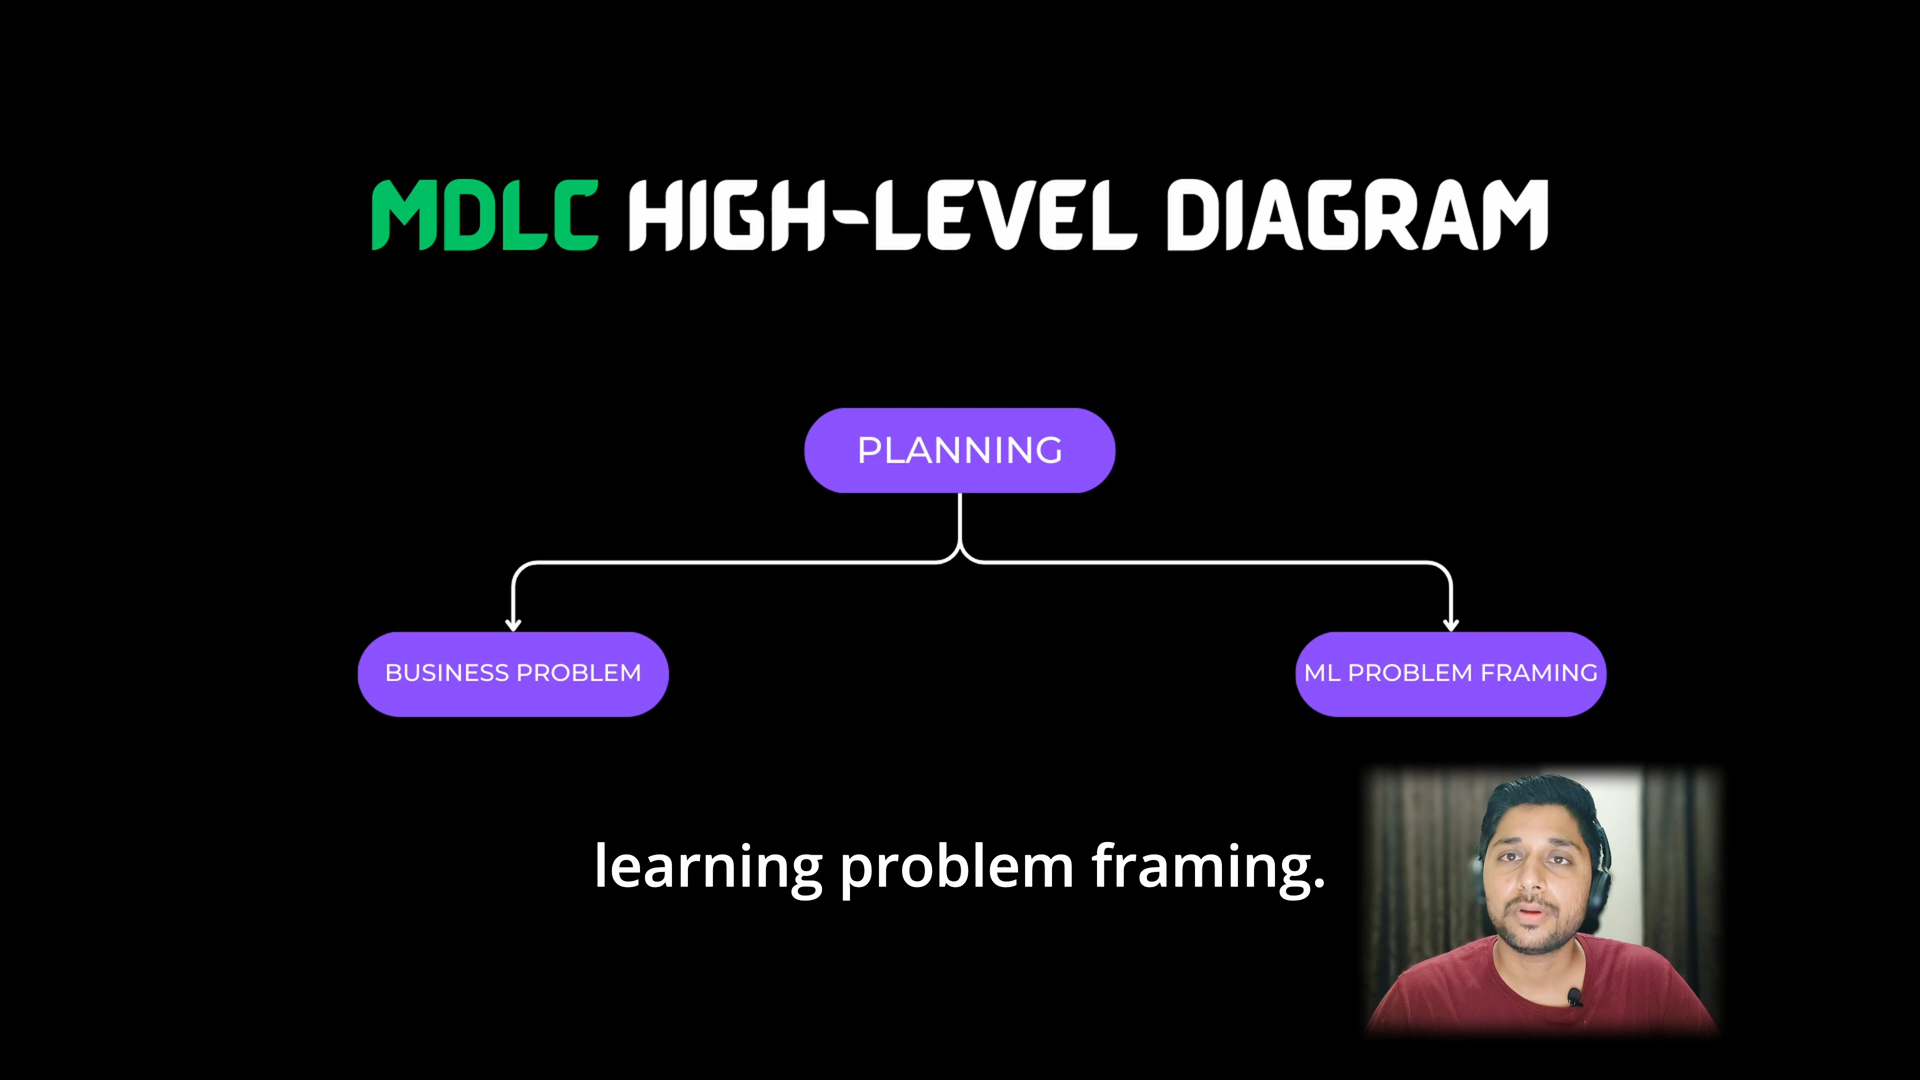 MDLC HIGH-LEVEL DIAGRAM
PLANNING
BUSINESS PROBLEM
ML PROBLEM FRAMING
learning problem framing.